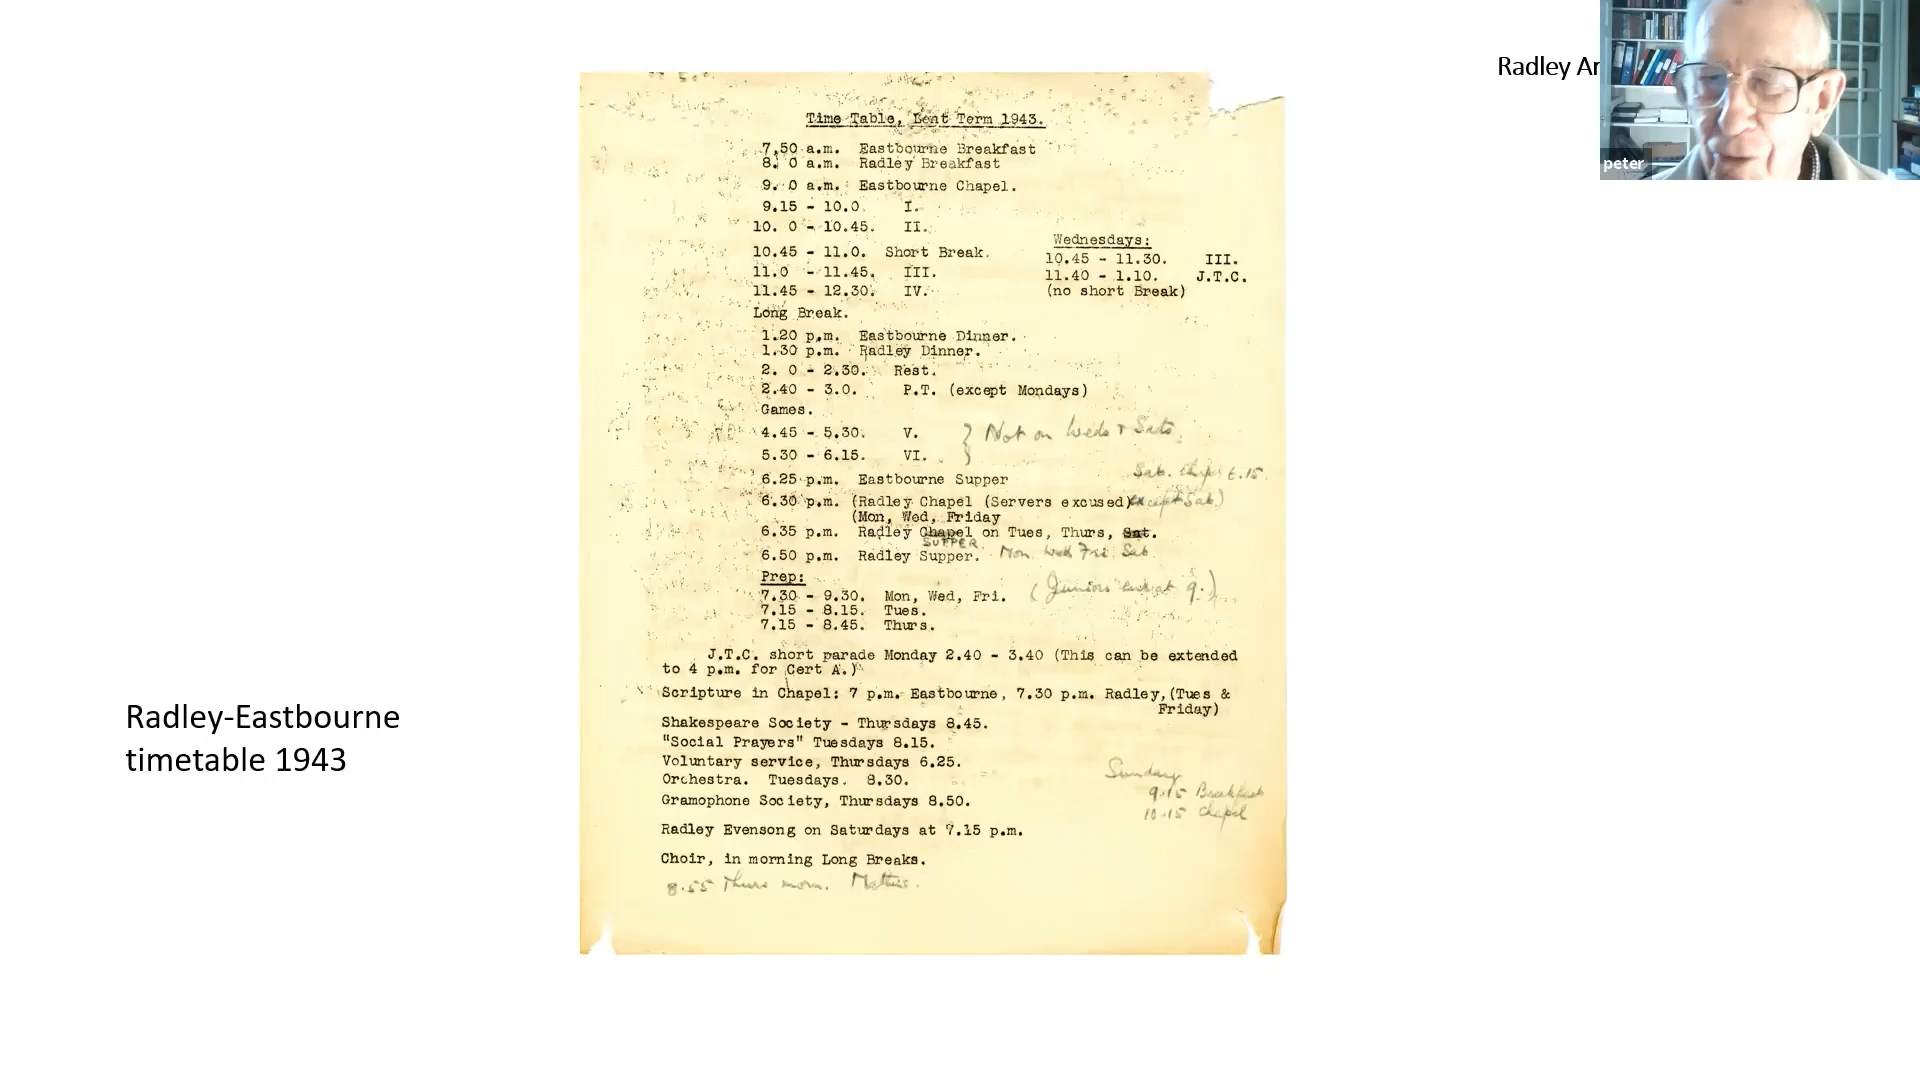 Radley Ar
peter
Time Table, Lent Term 1943.
7.50 a.m. Eastbourne Breakfast
8. 0 a.m. Radley Breakfast
9. 0 a.m. Eastbourne Chapel.
9.15 - 10.0. I.
10. 0 - 10.45. II.
10.45 - 11.0. Short Break.
11.0 - 11.45. III.
11.45 - 12.30. IV.
Wednesdays:
10.45 - 11.30. III.
11.40 - 1.10. J.T.C.
(no short Break)
Long Break.
1.20 p.m. Eastbourne Dinner.
1.30 p.m. Radley Dinner.
2. 0 - 2.30. Rest.
2.40 - 3.0. P.T. (except Mondays)
Games.
4.45 - 5.30. V. } Not on Weds & Sats.
5.30 - 6.15. VI.
Sat. Chapel 6.15
6.25 p.m. Eastbourne Supper
6.30 p.m. (Radley Chapel (Servers excused) except Sat.)
(Mon, Wed, Friday
6.35 p.m. Radley Chapel on Tues, Thurs, Sat.
SUPPER
6.50 p.m. Radley Supper. Mon. Wed Fri Sat
Prep:
7.30 - 9.30. Mon, Wed, Fri. (Juniors end at 9.)
7.15 - 8.15. Tues.
7.15 - 8.45. Thurs.
J.T.C. short parade Monday 2.40 - 3.40 (This can be extended
to 4 p.m. for Cert A.)
Scripture in Chapel: 7 p.m. Eastbourne, 7.30 p.m. Radley,(Tues &
Friday)
Shakespeare Society - Thursdays 8.45.
"Social Prayers" Tuesdays 8.15.
Voluntary service, Thursdays 6.25.
Orchestra. Tuesdays. 8.30.
Gramophone Society, Thursdays 8.50.
Sunday
9.15 Breakfast
10.15 Chapel
Radley Evensong on Saturdays at 7.15 p.m.
Choir, in morning Long Breaks.
8.55 Thurs morn. Mattins.
Radley-Eastbourne
timetable 1943